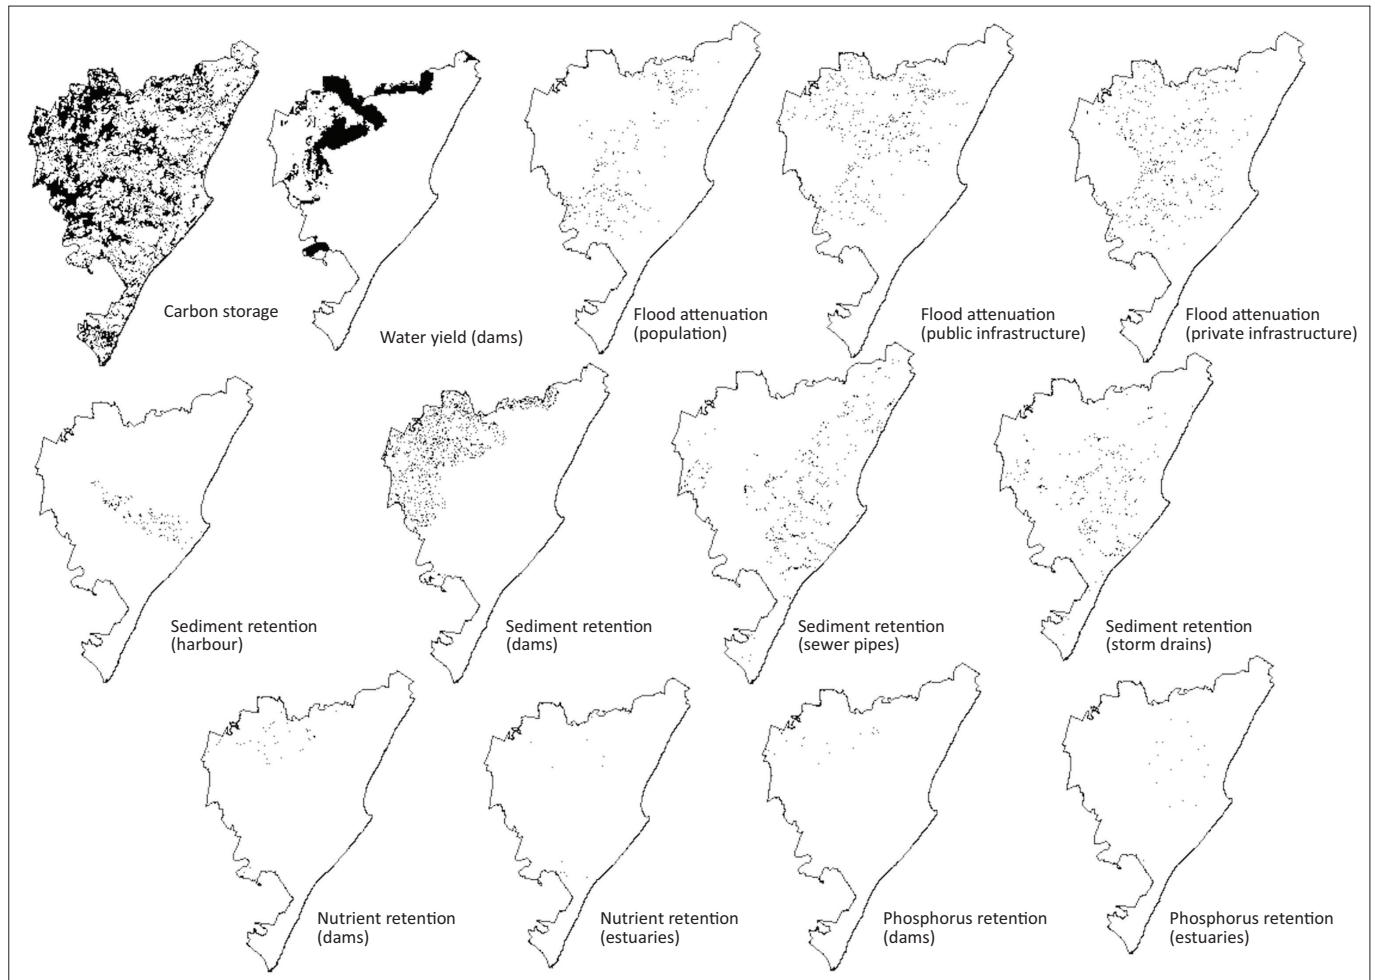 Carbon storage
Water yield (dams)
Flood attenuation
(population)
Flood attenuation
(public infrastructure)
Flood attenuation
(private infrastructure)
Sediment retention
(harbour)
Sediment retention
(dams)
Sediment retention
(sewer pipes)
Sediment retention
(storm drains)
Nutrient retention
(dams)
Nutrient retention
(estuaries)
Phosphorus retention
(dams)
Phosphorus retention
(estuaries)